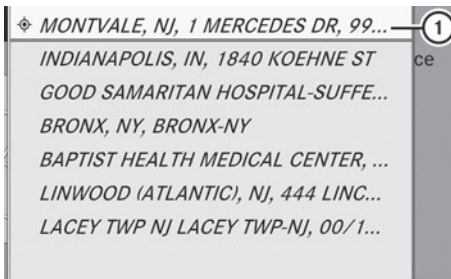 MONTVALE, NJ, 1 MERCEDES DR, 99... 1
INDIANAPOLIS, IN, 1840 KOEHNE ST ce
GOOD SAMARITAN HOSPITAL-SUFFE...
BRONX, NY, BRONX-NY
BAPTIST HEALTH MEDICAL CENTER, ...
LINWOOD (ATLANTIC), NJ, 444 LINC...
LACEY TWP NJ LACEY TWP-NJ, 00/1...